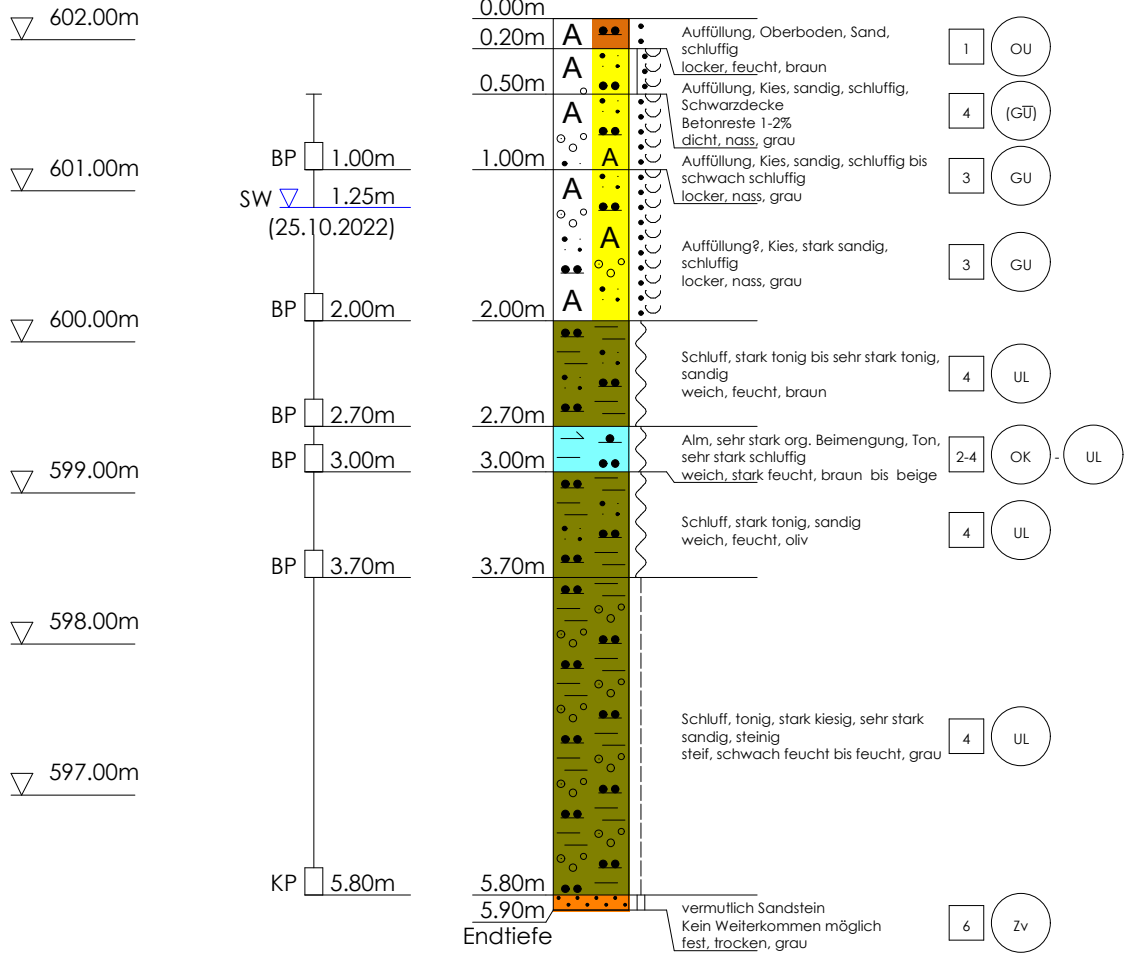 0.00m
602.00m
0.20m
A
Auffüllung, Oberboden, Sand,
schluffig
locker, feucht, braun
1
OU
0.50m
A
Auffüllung, Kies, sandig, schluffig,
Schwarzdecke
Betonreste 1-2%
dicht, nass, grau
4
(GU̅)
A
A
BP
1.00m
1.00m
601.00m
Auffüllung, Kies, sandig, schluffig bis
schwach schluffig
locker, nass, grau
3
GU
SW
1.25m
(25.10.2022)
A
A
A
Auffüllung?, Kies, stark sandig,
schluffig
locker, nass, grau
3
GU
BP
2.00m
2.00m
600.00m
Schluff, stark tonig bis sehr stark tonig,
sandig
weich, feucht, braun
4
UL
BP
2.70m
2.70m
Alm, sehr stark org. Beimengung, Ton,
sehr stark schluffig
weich, stark feucht, braun bis beige
2-4
OK
-
UL
BP
3.00m
3.00m
599.00m
Schluff, stark tonig, sandig
weich, feucht, oliv
4
UL
BP
3.70m
3.70m
598.00m
Schluff, tonig, stark kiesig, sehr stark
sandig, steinig
steif, schwach feucht bis feucht, grau
4
UL
597.00m
KP
5.80m
5.80m
5.90m
Endtiefe
vermutlich Sandstein
Kein Weiterkommen möglich
fest, trocken, grau
6
Zv